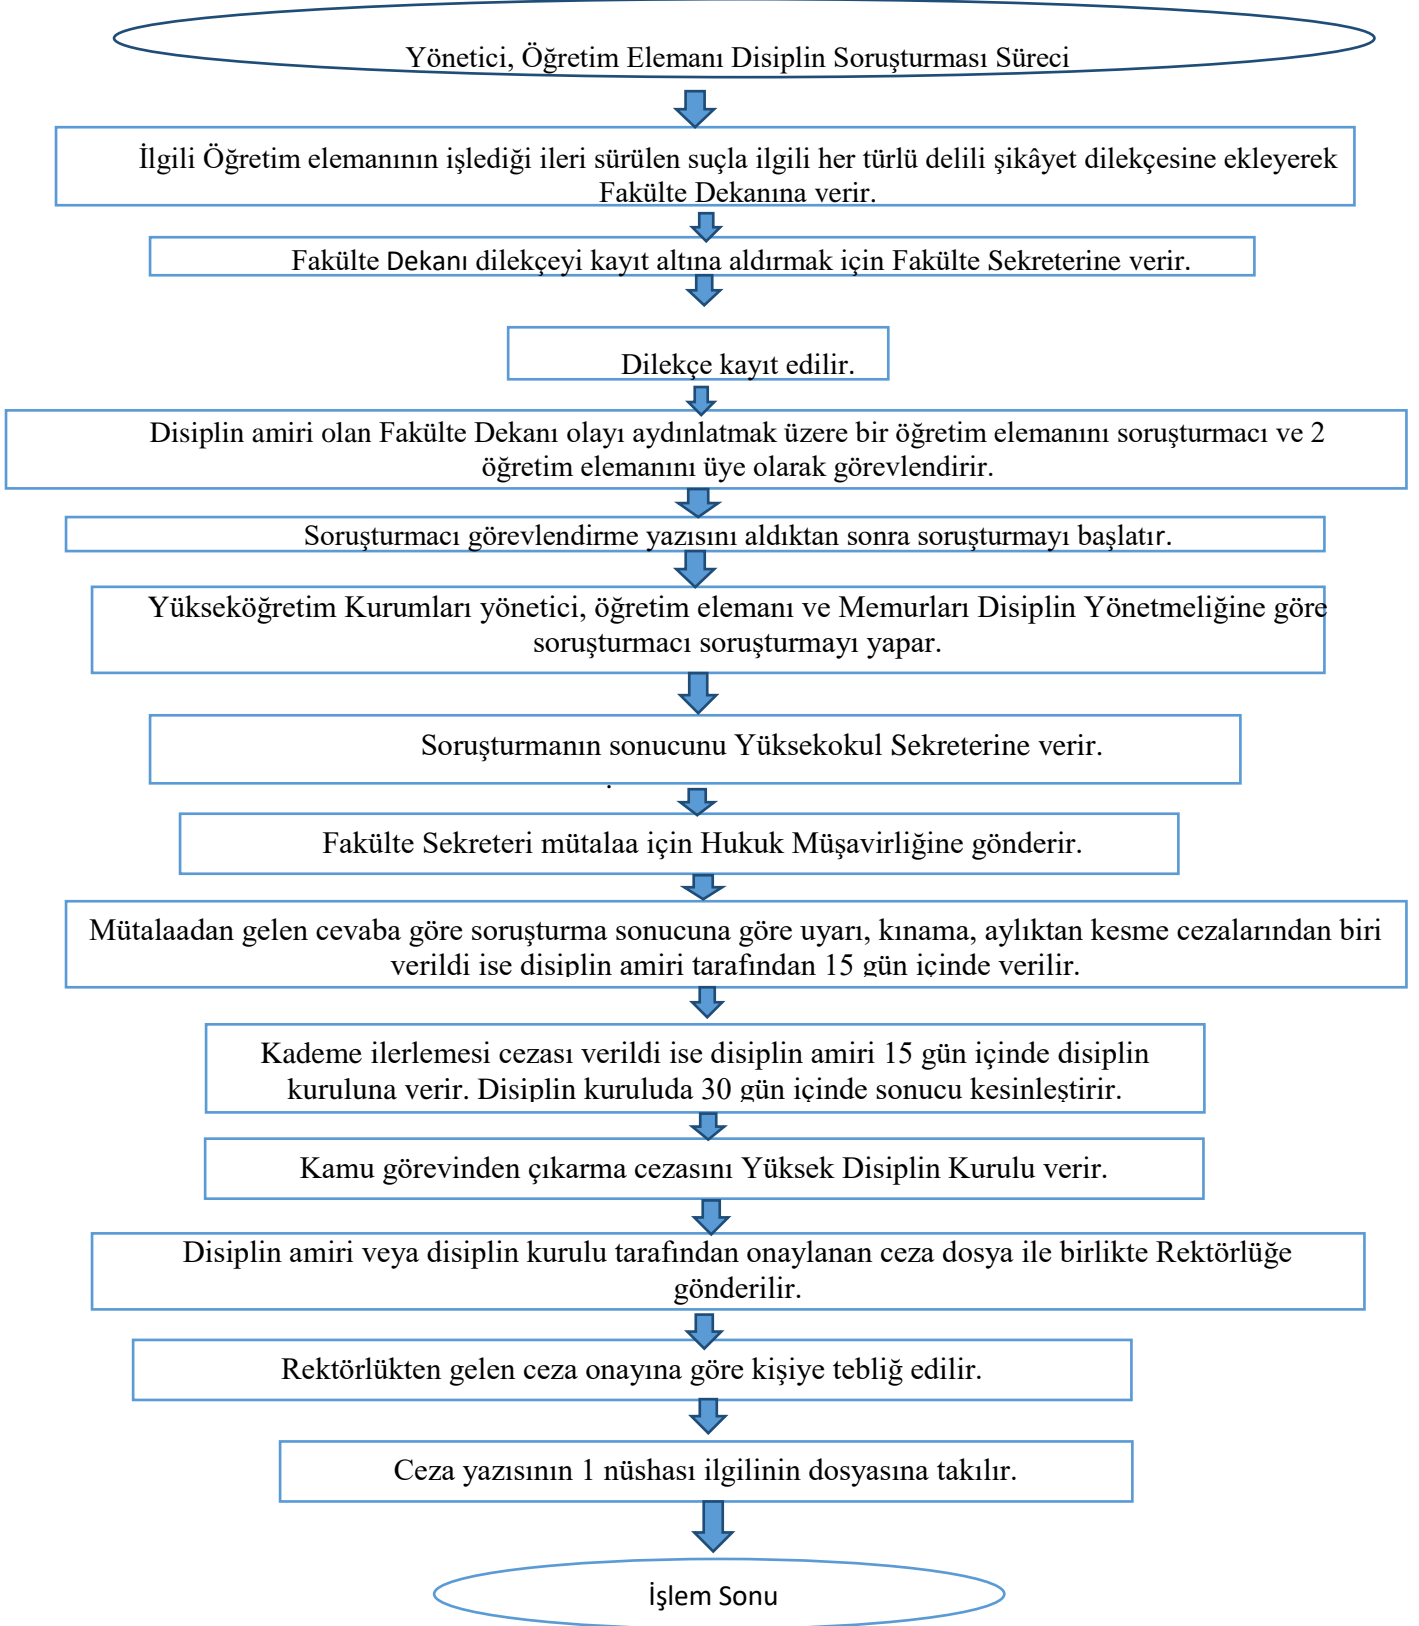 Yönetici, Öğretim Elemanı Disiplin Soruşturması Süreci
İlgili Öğretim elemanının işlediği ileri sürülen suçla ilgili her türlü delili şikâyet dilekçesine ekleyerek
Fakülte Dekanına verir.
Fakülte Dekanı dilekçeyi kayıt altına aldırmak için Fakülte Sekreterine verir.
Dilekçe kayıt edilir.
Disiplin amiri olan Fakülte Dekanı olayı aydınlatmak üzere bir öğretim elemanını soruşturmacı ve 2
öğretim elemanını üye olarak görevlendirir.
Soruşturmacı görevlendirme yazısını aldıktan sonra soruşturmayı başlatır.
Yükseköğretim Kurumları yönetici, öğretim elemanı ve Memurları Disiplin Yönetmeliğine göre
soruşturmacı soruşturmayı yapar.
Soruşturmanın sonucunu Yüksekokul Sekreterine verir.
.
Fakülte Sekreteri mütalaa için Hukuk Müşavirliğine gönderir.
Mütalaadan gelen cevaba göre soruşturma sonucuna göre uyarı, kınama, aylıktan kesme cezalarından biri
verildi ise disiplin amiri tarafından 15 gün içinde verilir.
Kademe ilerlemesi cezası verildi ise disiplin amiri 15 gün içinde disiplin
kuruluna verir. Disiplin kuruluda 30 gün içinde sonucu kesinleştirir.
Kamu görevinden çıkarma cezasını Yüksek Disiplin Kurulu verir.
Disiplin amiri veya disiplin kurulu tarafından onaylanan ceza dosya ile birlikte Rektörlüğe
gönderilir.
Rektörlükten gelen ceza onayına göre kişiye tebliğ edilir.
Ceza yazısının 1 nüshası ilgilinin dosyasına takılır.
İşlem Sonu